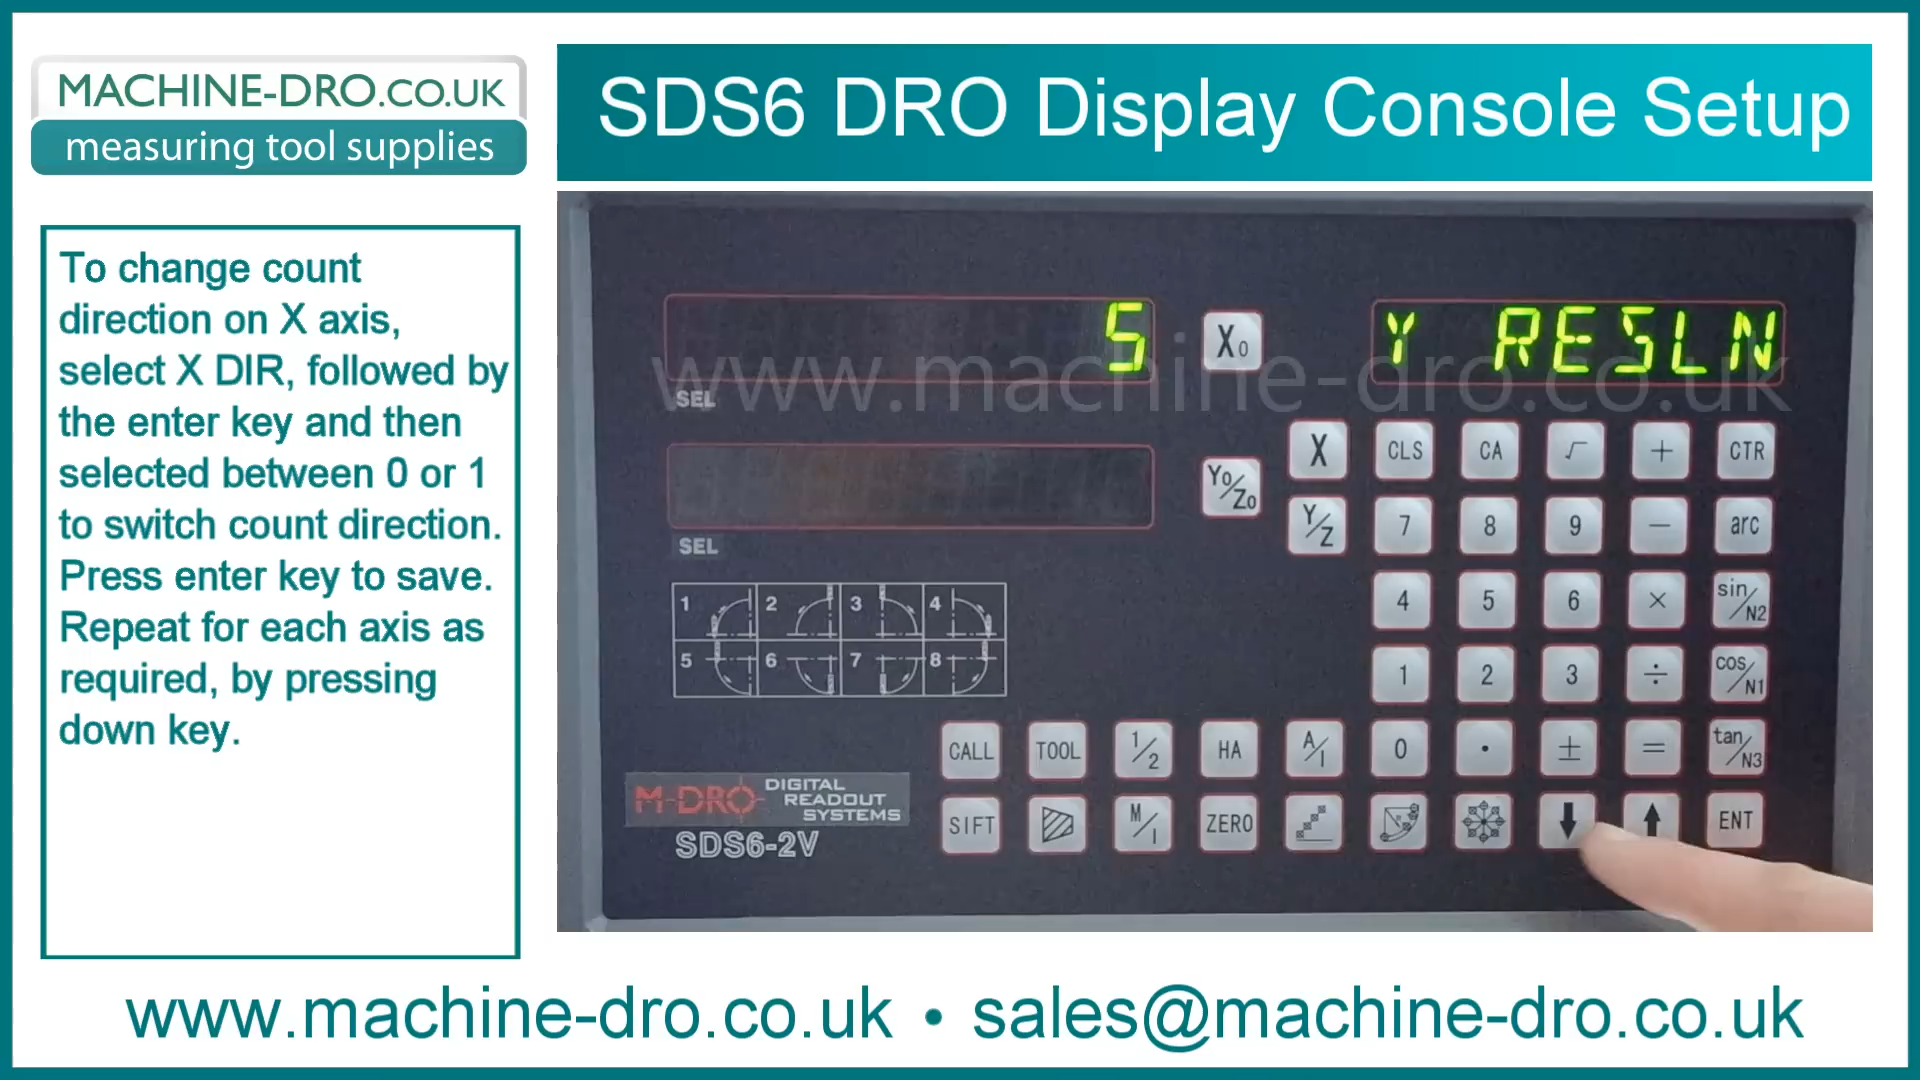 MACHINE-DRO.CO.UK
measuring tool supplies
SDS6 DRO Display Console Setup
To change count
direction on X axis,
select X DIR, followed by
the enter key and then
selected between 0 or 1
to switch count direction.
Press enter key to save.
Repeat for each axis as
required, by pressing
down key.
5
X0
Y RESLN
www.machine-dro.co.uk
SEL
Y0/Z0
SEL
X CLS CA √ + CTR
Y/Z 7 8 9 − arc
4 5 6 × sin/N2
1 2 3 ÷ cos/N1
1 2 3 4
5 6 7 8
CALL TOOL 1/2 HA A/I 0 . ± = tan/N3
M-DRO DIGITAL
READOUT
SYSTEMS
SDS6-2V
SIFT M/I ZERO ⬇ ⬆ ENT
www.machine-dro.co.uk • sales@machine-dro.co.uk